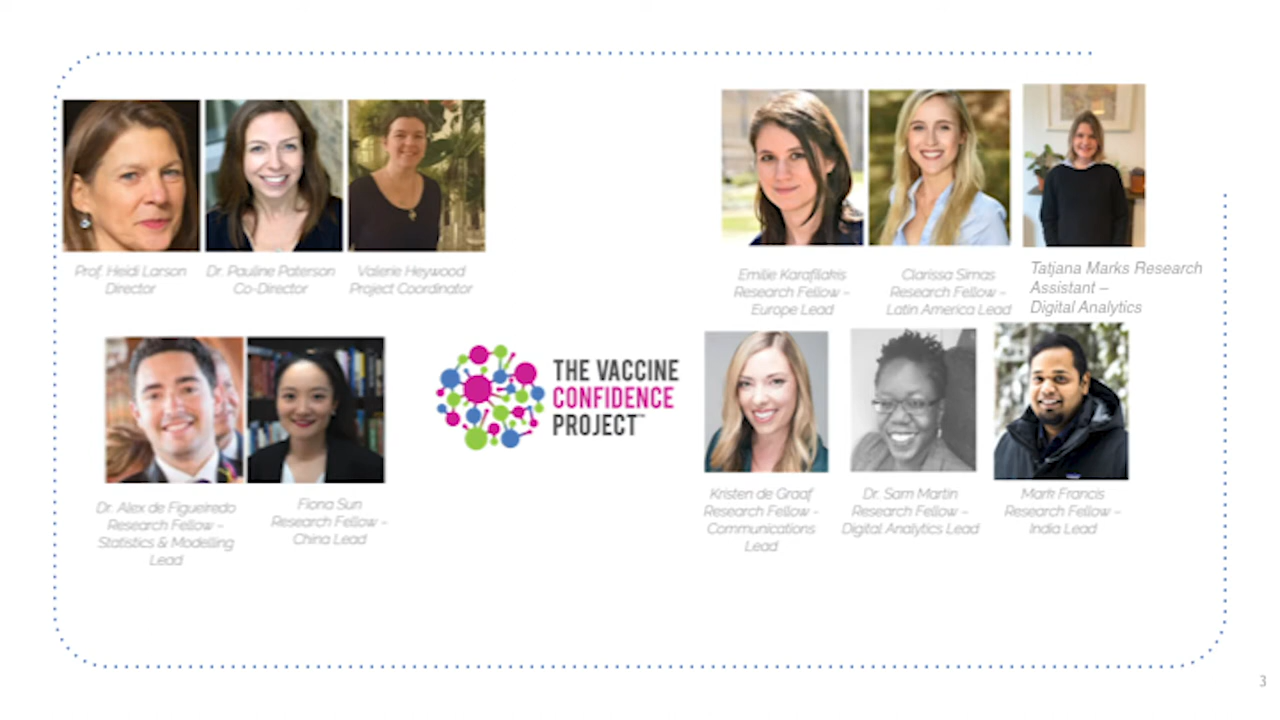 Prof. Heidi Larson
Director
Dr. Pauline Paterson
Co-Director
Valerie Heywood
Project Coordinator
Emilie Karafilakis
Research Fellow –
Europe Lead
Clarissa Simas
Research Fellow –
Latin America Lead
Tatjana Marks Research
Assistant –
Digital Analytics
THE VACCINE
CONFIDENCE
PROJECT™
Dr. Alex de Figueiredo
Research Fellow –
Statistics & Modelling
Lead
Fiona Sun
Research Fellow –
China Lead
Kristen de Graaf
Research Fellow -
Communications
Lead
Dr. Sam Martin
Research Fellow –
Digital Analytics Lead
Mark Francis
Research Fellow –
India Lead
3